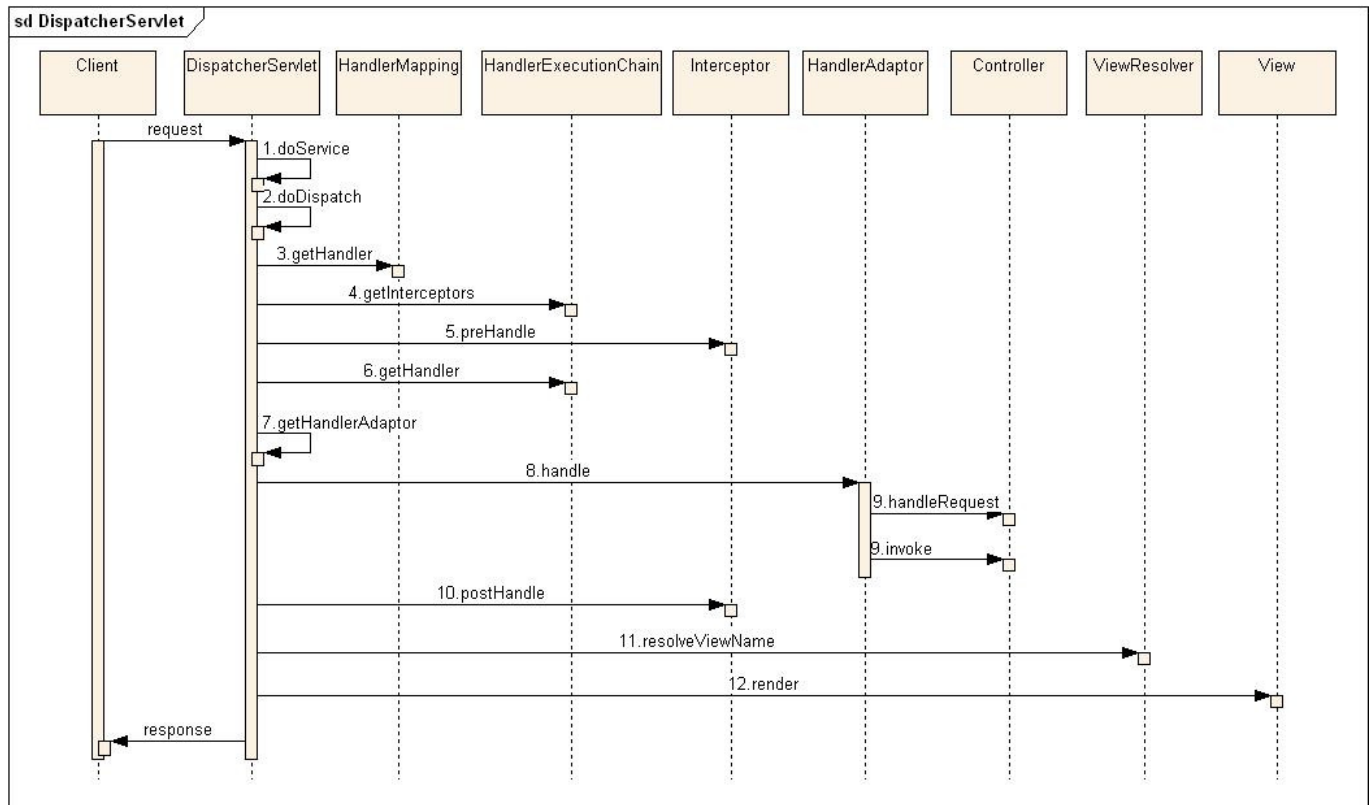 sd DispatcherServlet
Client
DispatcherServlet
HandlerMapping
HandlerExecutionChain
Interceptor
HandlerAdaptor
Controller
ViewResolver
View
request
1.doService
2.doDispatch
3.getHandler
4.getInterceptors
5.preHandle
6.getHandler
7.getHandlerAdaptor
8.handle
9.handleRequest
9.invoke
10.postHandle
11.resolveViewName
12.render
response